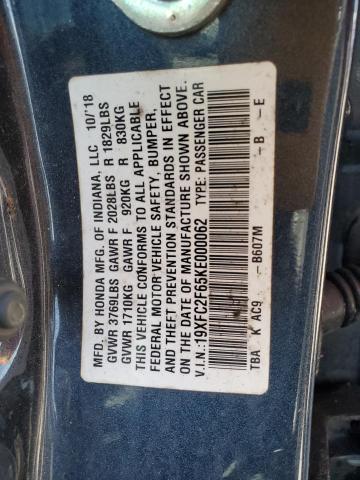 MFD. BY HONDA MFG. OF INDIANA, LLC 10/'18
GVWR 3769LBS GAWR F 2028LBS R 1829LBS
GVWR 1710KG GAWR F 920KG R 830KG
THIS VEHICLE CONFORMS TO ALL APPLICABLE
FEDERAL MOTOR VEHICLE SAFETY, BUMPER,
AND THEFT PREVENTION STANDARDS IN EFFECT
ON THE DATE OF MANUFACTURE SHOWN ABOVE.
V.I.N.:19XFC2F65KE000062 TYPE: PASSENGER CAR
TBA K AC9 -B607M -B -E